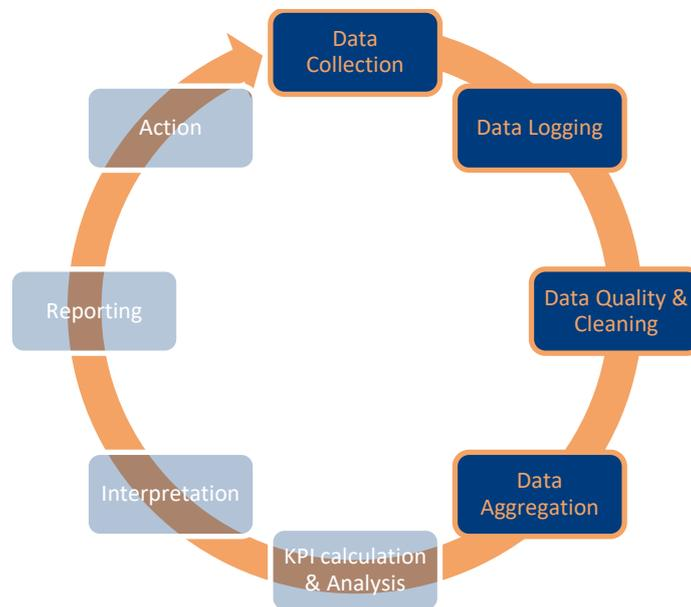 Data
Collection
Data Logging
Data Quality &
Cleaning
Data
Aggregation
KPI calculation
& Analysis
Interpretation
Reporting
Action